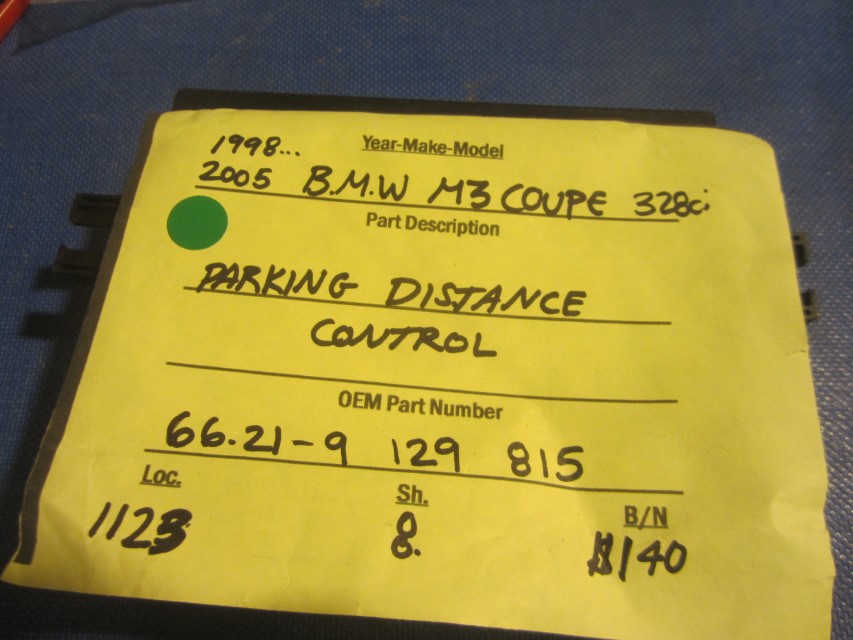 1998...
Year-Make-Model
2005 B.M.W M3 COUPE 328ci
Part Description
PARKING DISTANCE
CONTROL
OEM Part Number
66.21-9 129 815
Loc. Sh. B/N
1123 8. $140